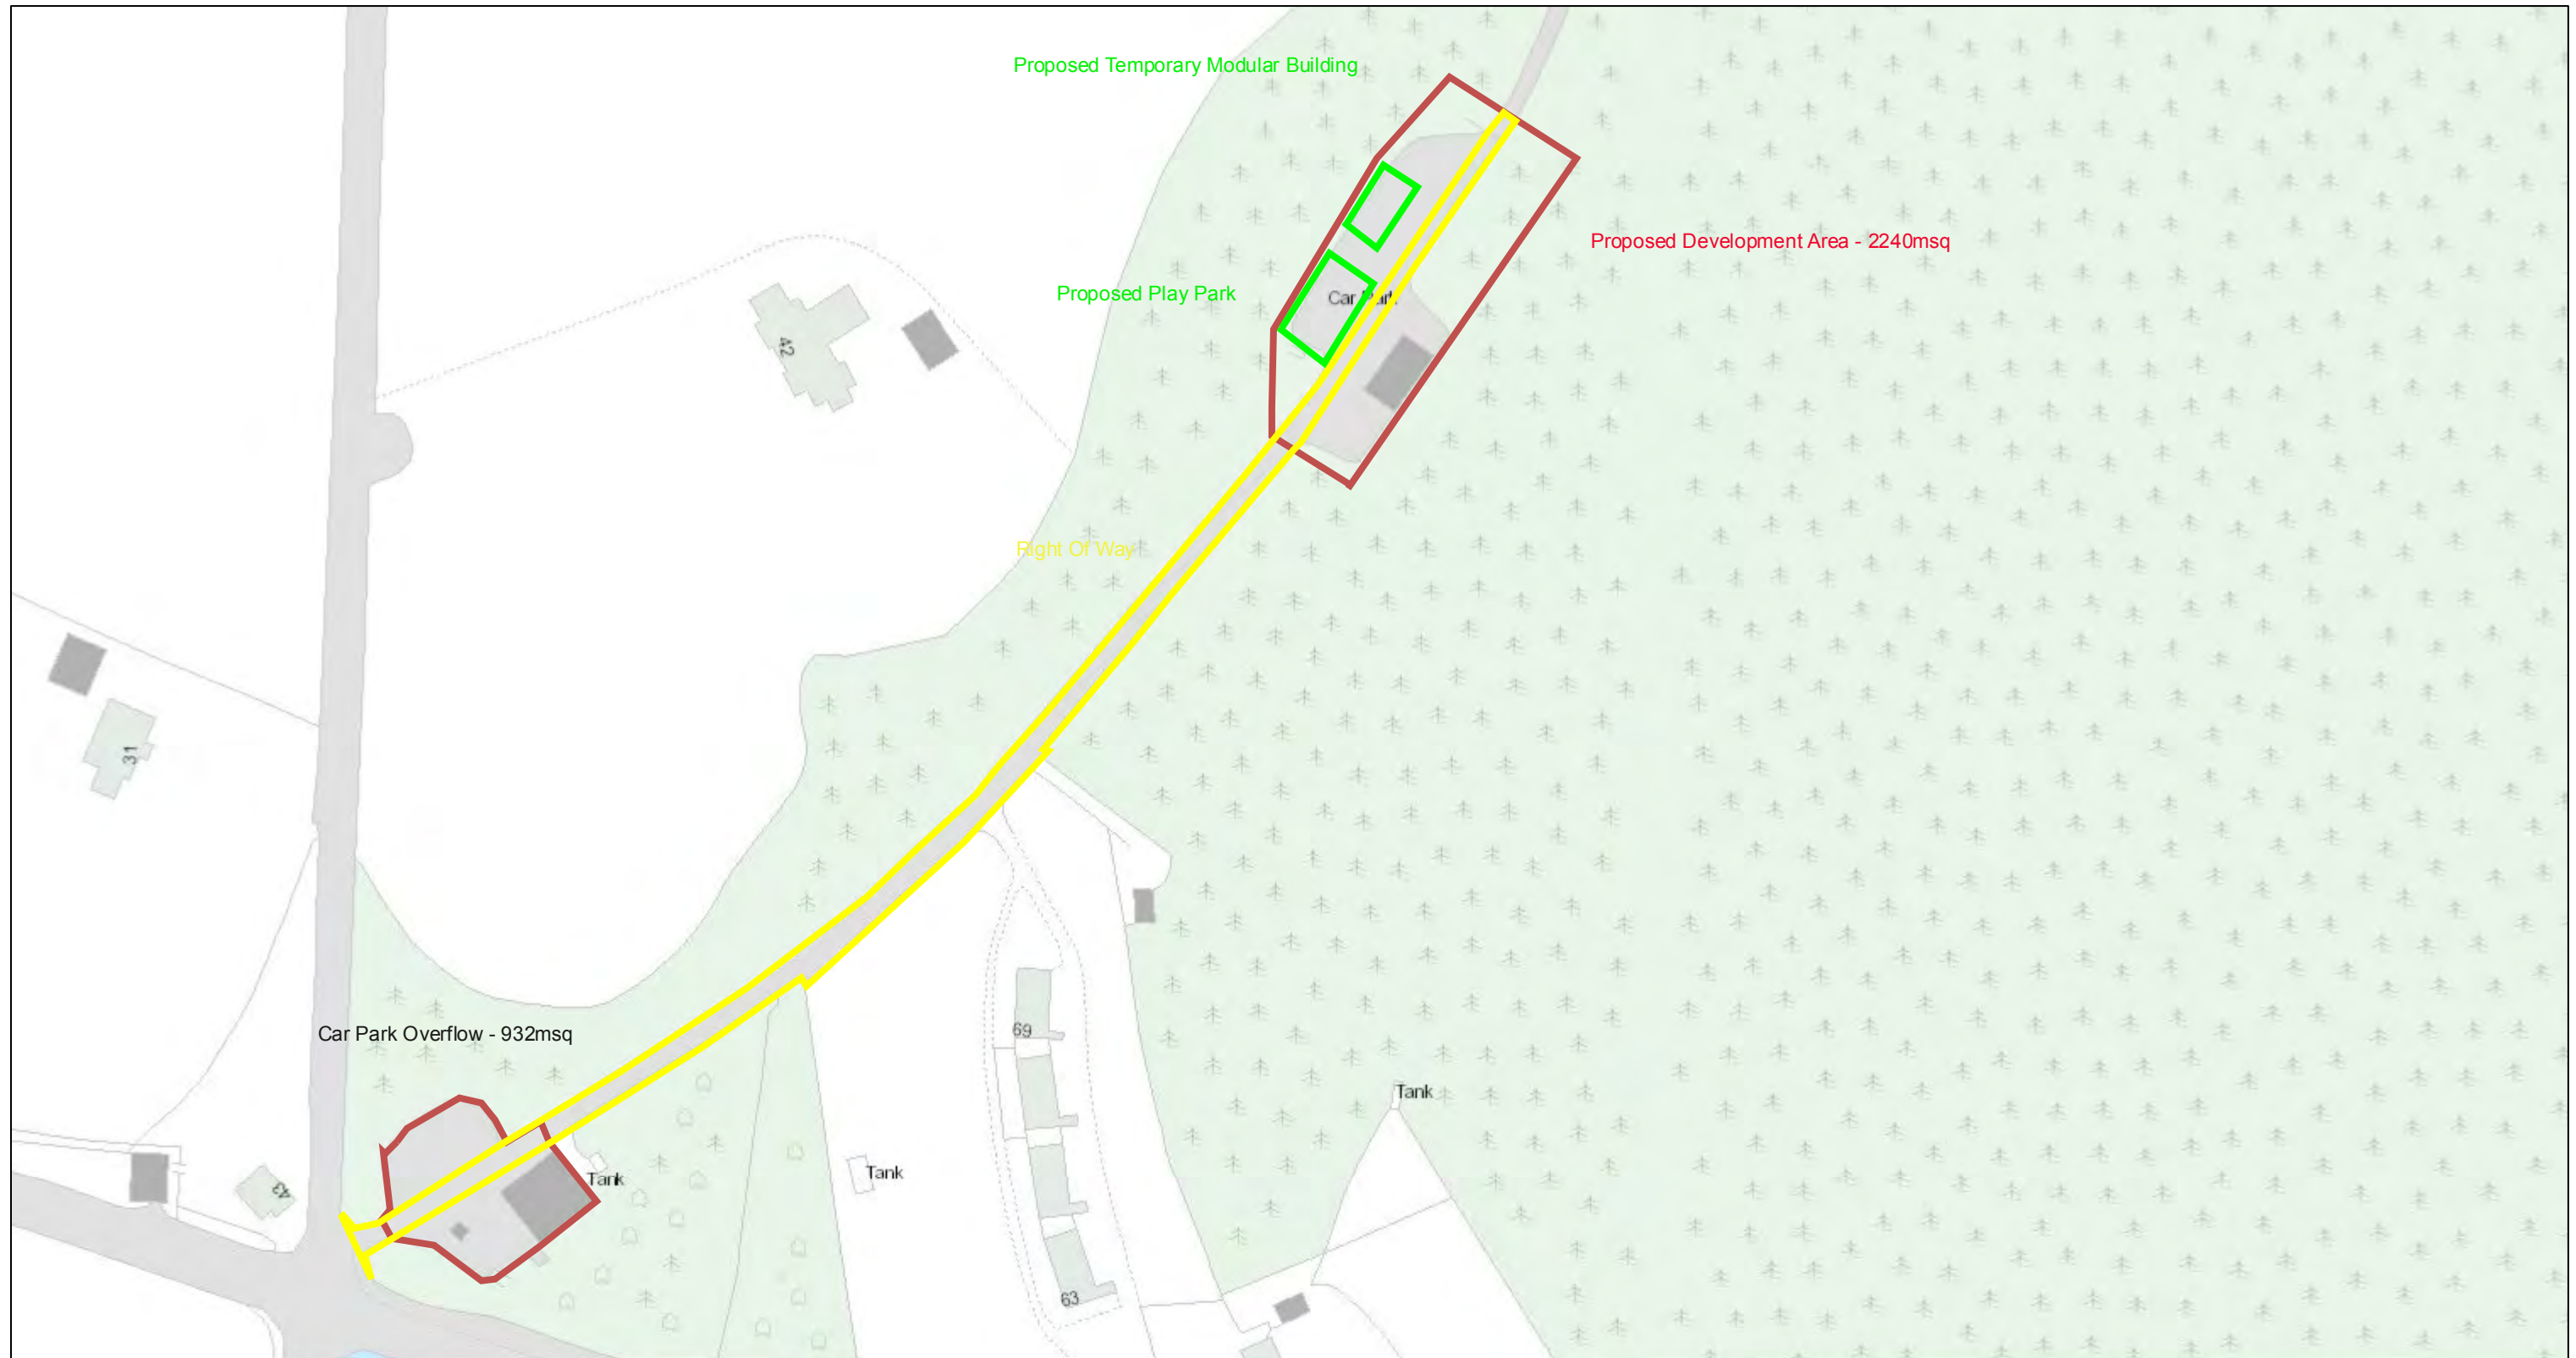 Proposed Temporary Modular Building
Proposed Development Area - 2240msq
Proposed Play Park
Car Park
42
Right Of Way
31
69
Car Park Overflow - 932msq
Tank
Tank
Tank
43
63